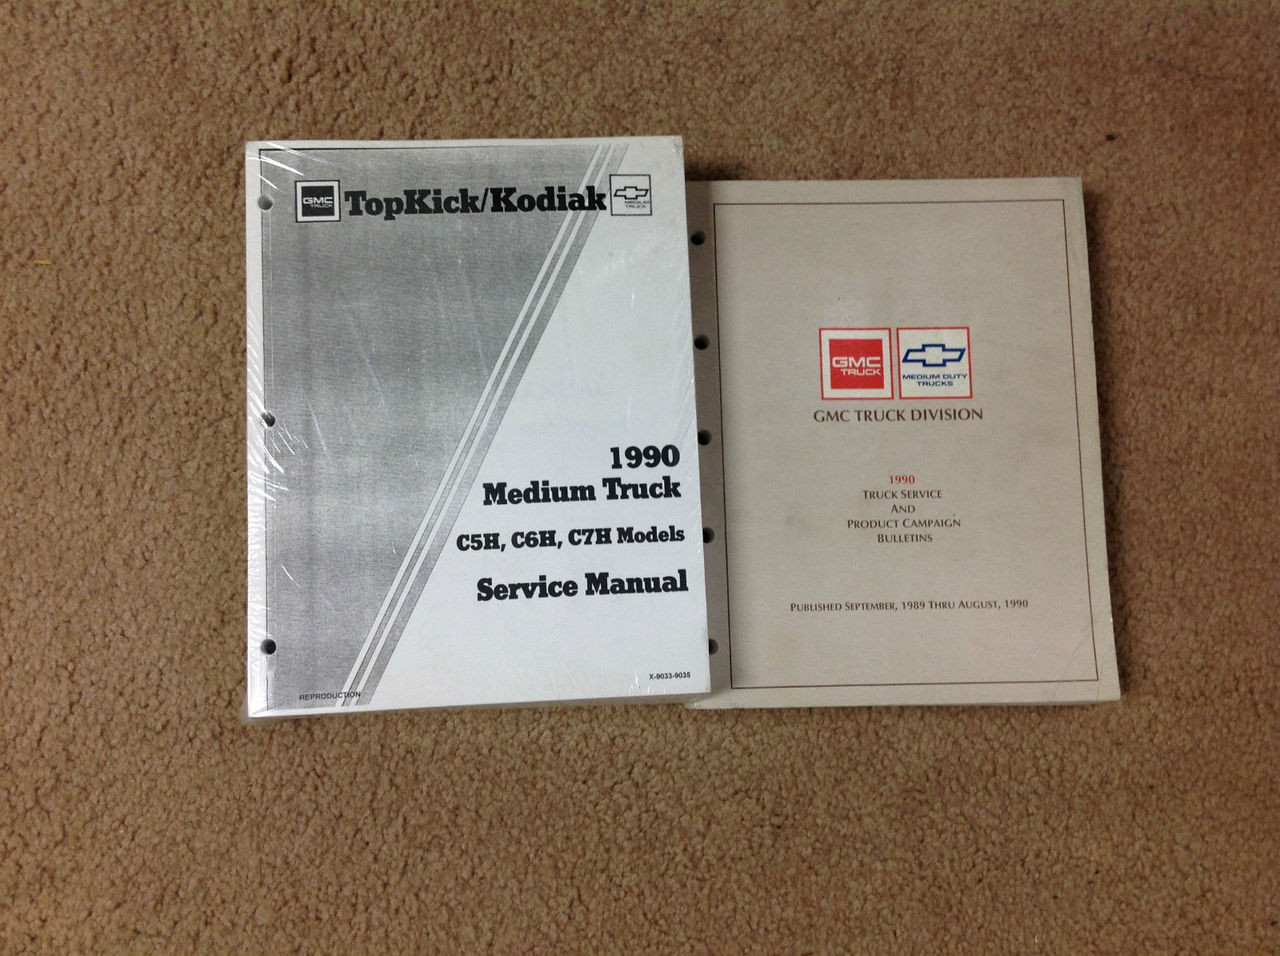 GMC
TRUCK
TopKick/Kodiak
MEDIUM
TRUCK
1990
Medium Truck
C5H, C6H, C7H Models
Service Manual
X-9033-9035
REPRODUCTION
GMC
TRUCK
MEDIUM DUTY
TRUCKS
GMC TRUCK DIVISION
1990
TRUCK SERVICE
AND
PRODUCT CAMPAIGN
BULLETINS
PUBLISHED SEPTEMBER, 1989 THRU AUGUST, 1990